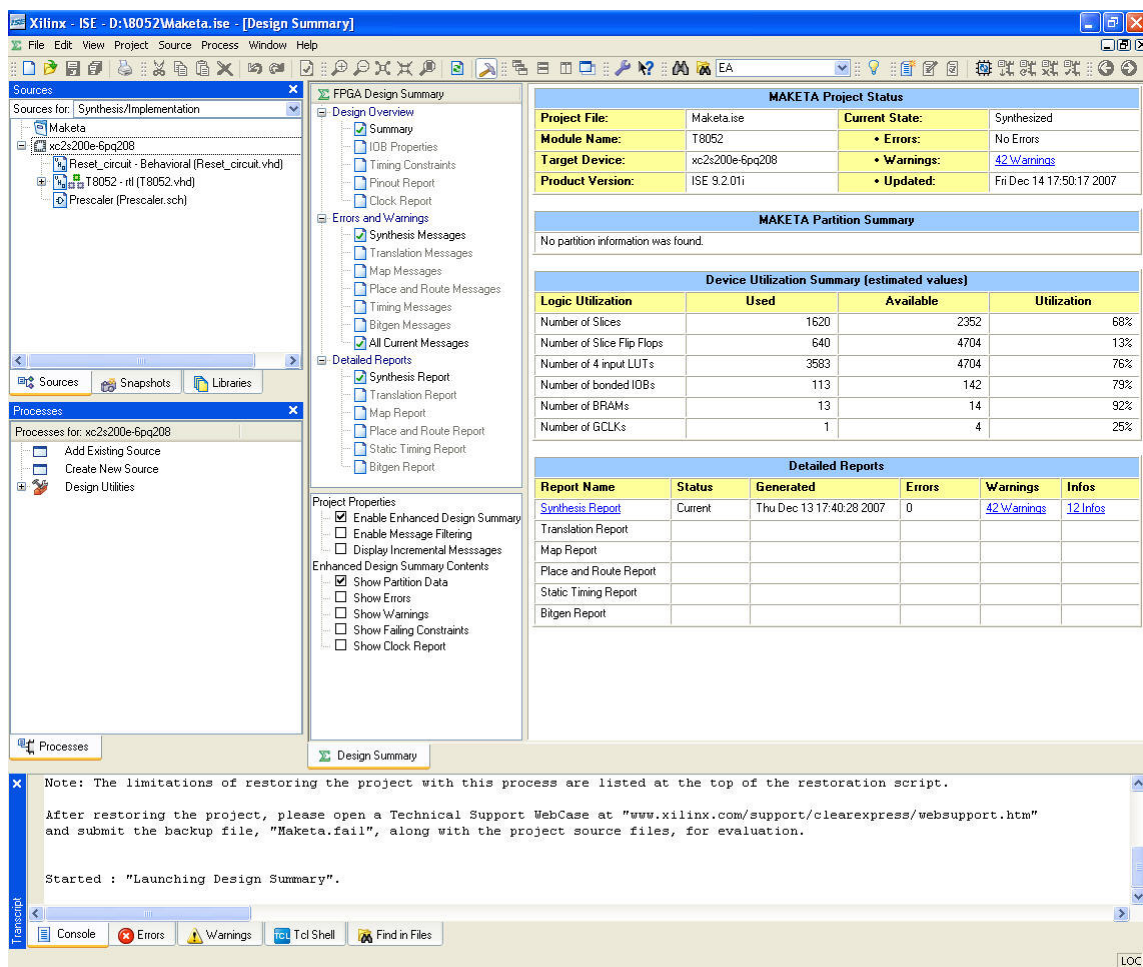 Xilinx - ISE - D:\8052\Maketa.ise - [Design Summary]
File Edit View Project Source Process Window Help
EA
Sources
Sources for: Synthesis/Implementation
Maketa
xc2s200e-6pq208
Reset_circuit - Behavioral (Reset_circuit.vhd)
T8052 - rtl (T8052.vhd)
Prescaler (Prescaler.sch)
Sources Snapshots Libraries
Processes
Processes for: xc2s200e-6pq208
Add Existing Source
Create New Source
Design Utilities
Processes
FPGA Design Summary
Design Overview
Summary
IOB Properties
Timing Constraints
Pinout Report
Clock Report
Errors and Warnings
Synthesis Messages
Translation Messages
Map Messages
Place and Route Messages
Timing Messages
Bitgen Messages
All Current Messages
Detailed Reports
Synthesis Report
Translation Report
Map Report
Place and Route Report
Static Timing Report
Bitgen Report
Project Properties
Enable Enhanced Design Summary
Enable Message Filtering
Display Incremental Messsages
Enhanced Design Summary Contents
Show Partition Data
Show Errors
Show Warnings
Show Failing Constraints
Show Clock Report
Design Summary
MAKETA Project Status
Project File: Maketa.ise Current State: Synthesized
Module Name: T8052 • Errors: No Errors
Target Device: xc2s200e-6pq208 • Warnings: 42 Warnings
Product Version: ISE 9.2.01i • Updated: Fri Dec 14 17:50:17 2007
MAKETA Partition Summary
No partition information was found.
Device Utilization Summary (estimated values)
Logic Utilization Used Available Utilization
Number of Slices 1620 2352 68%
Number of Slice Flip Flops 640 4704 13%
Number of 4 input LUTs 3583 4704 76%
Number of bonded IOBs 113 142 79%
Number of BRAMs 13 14 92%
Number of GCLKs 1 4 25%
Detailed Reports
Report Name Status Generated Errors Warnings Infos
Synthesis Report Current Thu Dec 13 17:40:28 2007 0 42 Warnings 12 Infos
Translation Report
Map Report
Place and Route Report
Static Timing Report
Bitgen Report
Note: The limitations of restoring the project with this process are listed at the top of the restoration script.
After restoring the project, please open a Technical Support WebCase at "www.xilinx.com/support/clearexpress/websupport.htm"
and submit the backup file, "Maketa.fail", along with the project source files, for evaluation.
Started : "Launching Design Summary".
Transcript
Console Errors Warnings TCL Tcl Shell Find in Files
LOC